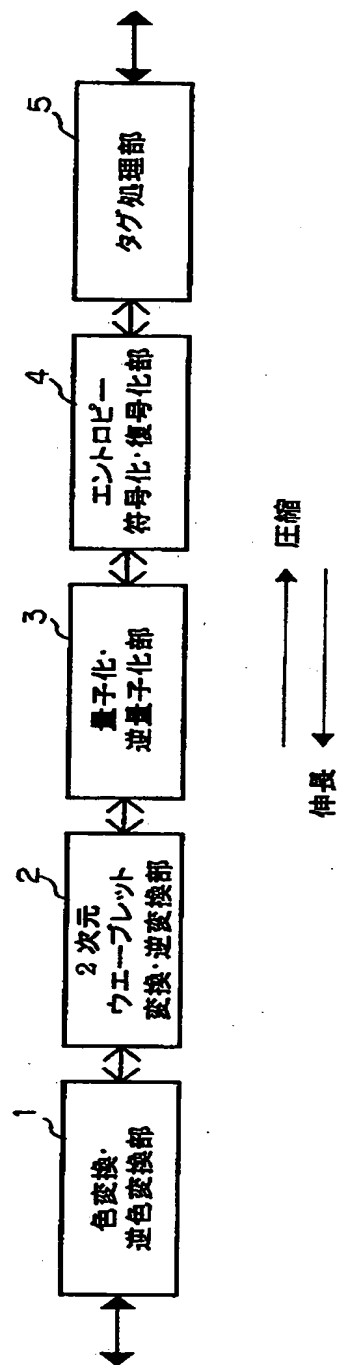 1
色変換・
逆色変換部
2
2次元
ウエーブレット
変換・逆変換部
3
量子化・
逆量子化部
4
エントロピー
符号化・復号化部
5
タグ処理部
圧縮
伸長